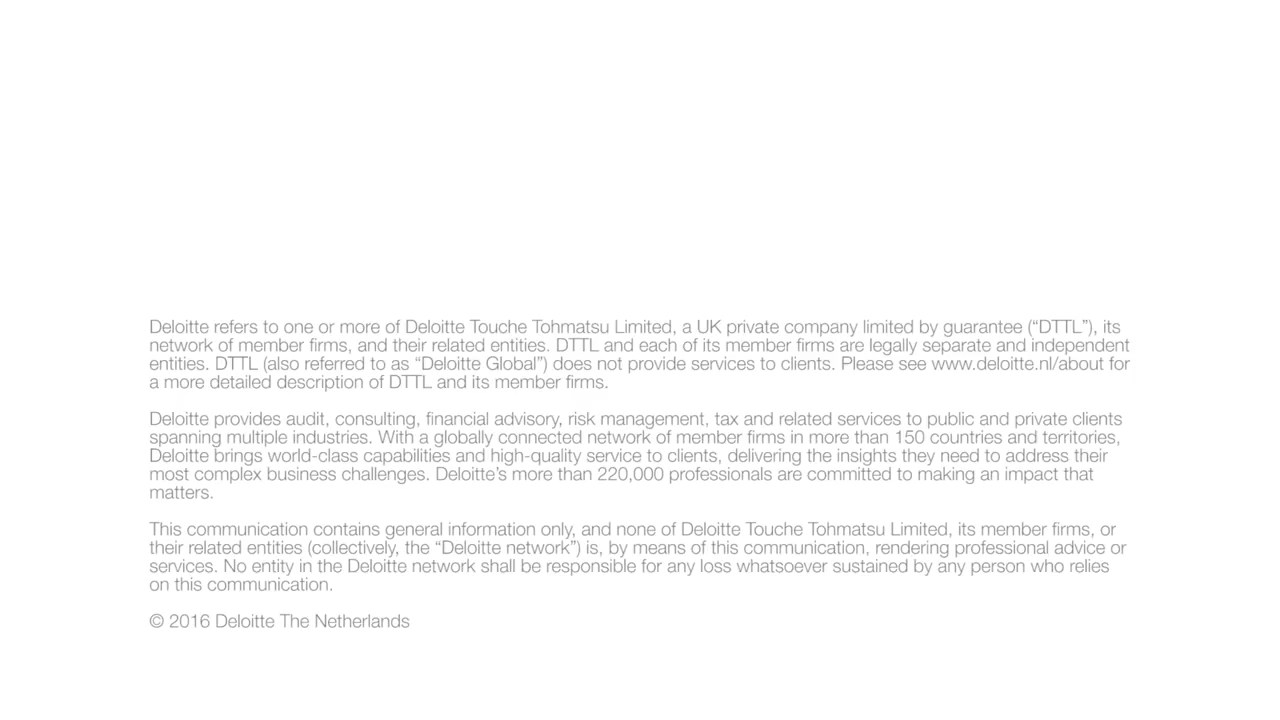 Deloitte refers to one or more of Deloitte Touche Tohmatsu Limited, a UK private company limited by guarantee (“DTTL”), its
network of member firms, and their related entities. DTTL and each of its member firms are legally separate and independent
entities. DTTL (also referred to as “Deloitte Global”) does not provide services to clients. Please see www.deloitte.nl/about for
a more detailed description of DTTL and its member firms.
Deloitte provides audit, consulting, financial advisory, risk management, tax and related services to public and private clients
spanning multiple industries. With a globally connected network of member firms in more than 150 countries and territories,
Deloitte brings world-class capabilities and high-quality service to clients, delivering the insights they need to address their
most complex business challenges. Deloitte’s more than 220,000 professionals are committed to making an impact that
matters.
This communication contains general information only, and none of Deloitte Touche Tohmatsu Limited, its member firms, or
their related entities (collectively, the “Deloitte network”) is, by means of this communication, rendering professional advice or
services. No entity in the Deloitte network shall be responsible for any loss whatsoever sustained by any person who relies
on this communication.
© 2016 Deloitte The Netherlands